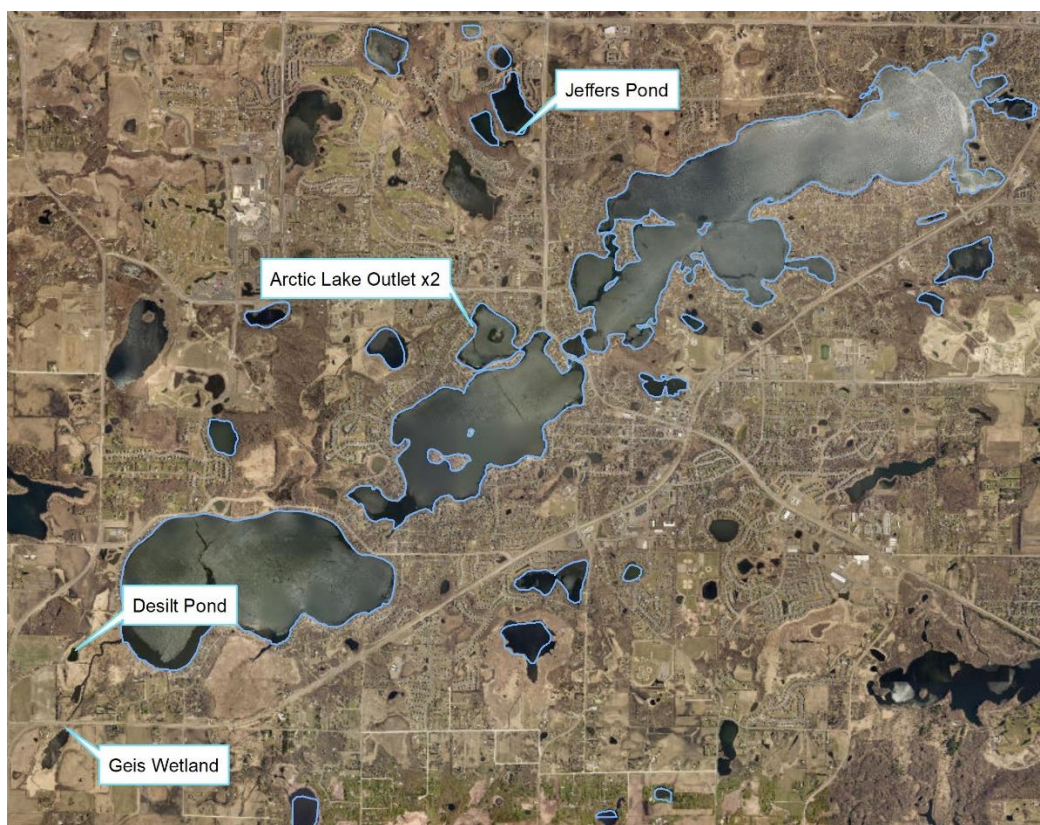 Jeffers Pond
Arctic Lake Outlet x2
Desilt Pond
Geis Wetland